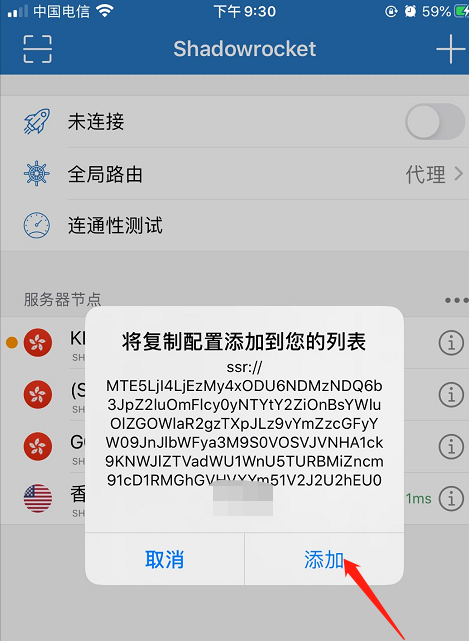 中国电信
下午 9:30
59%
Shadowrocket
未连接
全局路由
代理
连通性测试
服务器节点
将复制配置添加到您的列表
ssr://
MTE5LjI4LjEzMy4xODU6NDMzNDQ6b
3JpZ2luOmFlcy0yNTYtY2ZiOnBsYWlu
OlZGOWlaR2gzTXpJLz9vYmZzcGFyY
W09JnJlbWFya3M9S0VOSVJVNHA1ck
9KNWJlZTVadWU1WnU5TURBMiZncm
香
1ms
取消
添加